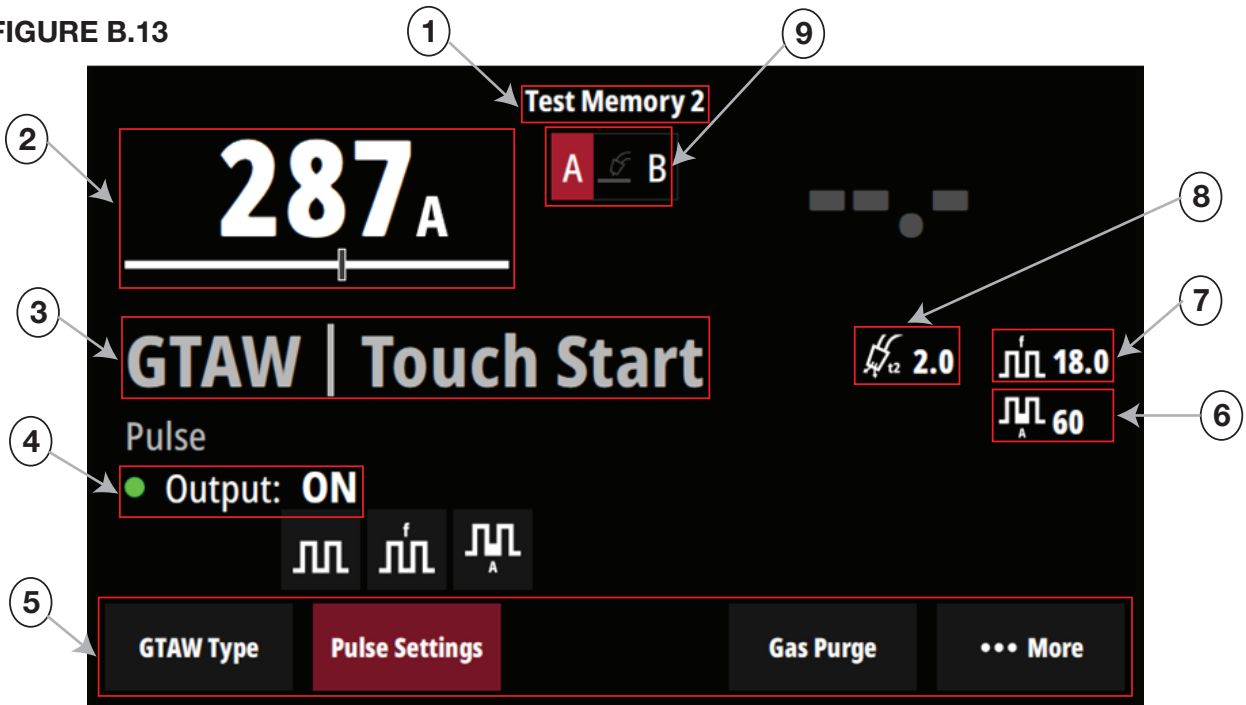 FIGURE B.13
1
9
Test Memory 2
2
287A
A B
--.-
8
3
GTAW | Touch Start
t2 2.0
f 18.0
7
A 60
6
4
Pulse
Output: ON
f
A
5
GTAW Type
Pulse Settings
Gas Purge
••• More